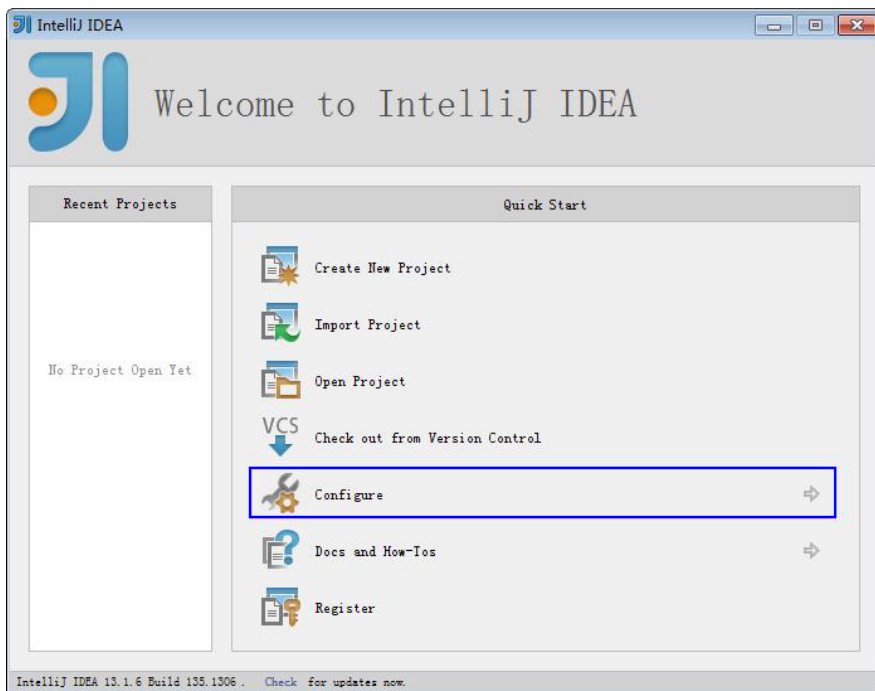 IntelliJ IDEA
Welcome to IntelliJ IDEA
Recent Projects
No Project Open Yet
Quick Start
Create New Project
Import Project
Open Project
VCS
Check out from Version Control
Configure
Docs and How-Tos
Register
IntelliJ IDEA 13.1.6 Build 135.1306 . Check for updates now.